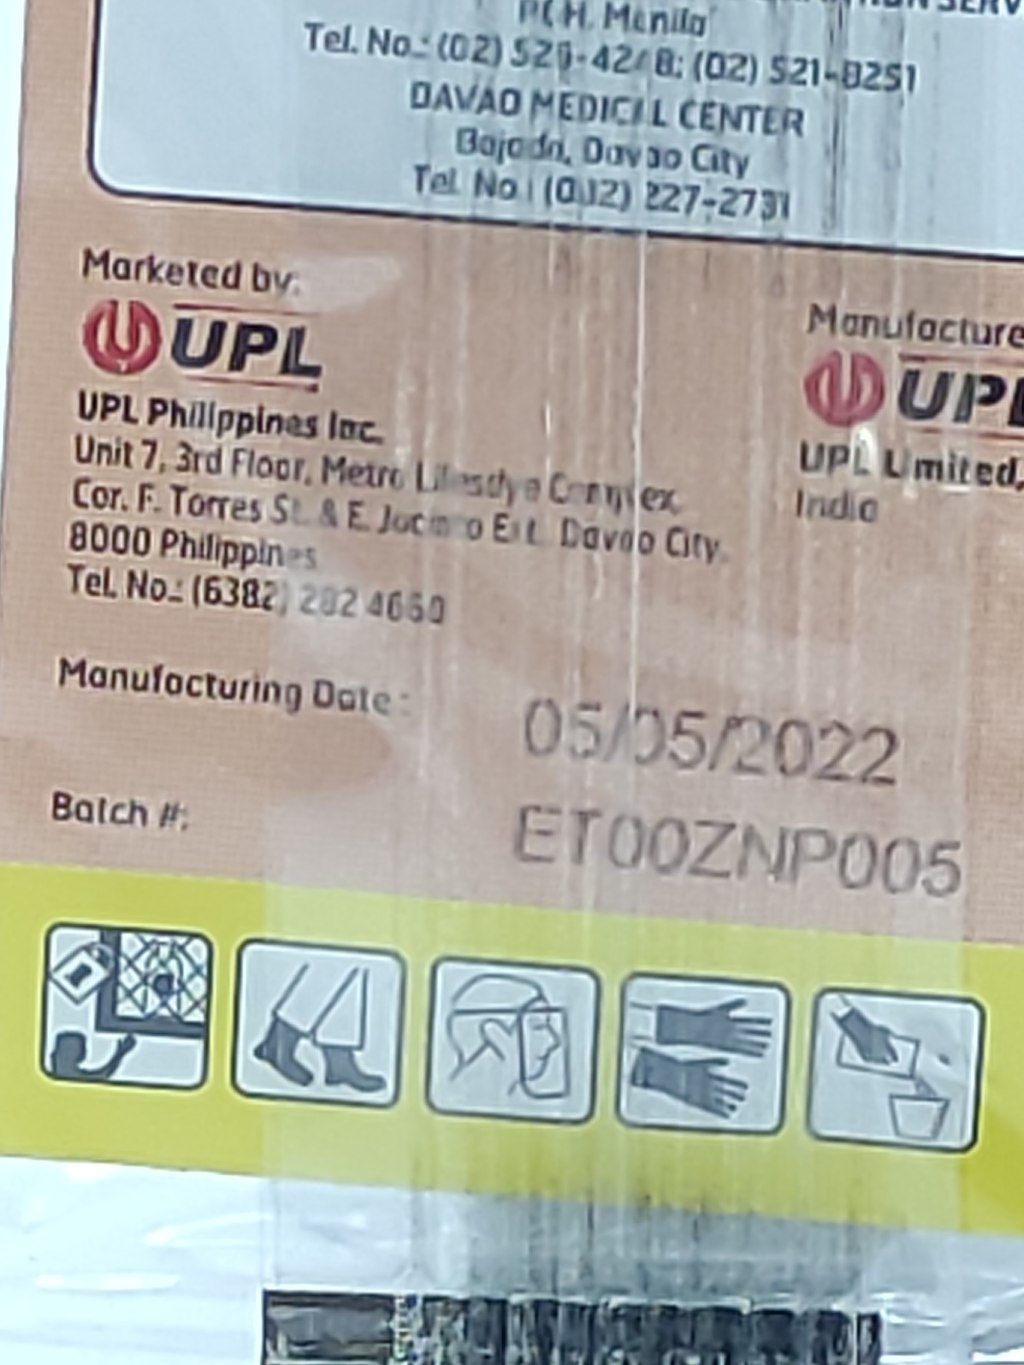 PGH, Manila
Tel. No.: (02) 521-8251
DAVAO MEDICAL CENTER
Bajada, Davao City
Tel. No.: (082) 227-2731
Marketed by:
UPL
UPL Philippines Inc.
Unit 7, 3rd Floor, Metro Lifestyle Complex
Cor. F. Torres St. & E. Jacinto Ext. Davao City.
8000 Philippines
Tel. No.: (6382) 282 4660
Manufacture
UPL
UPL Limited,
India
Manufacturing Date :
05/05/2022
Batch #:
ET00ZNP005